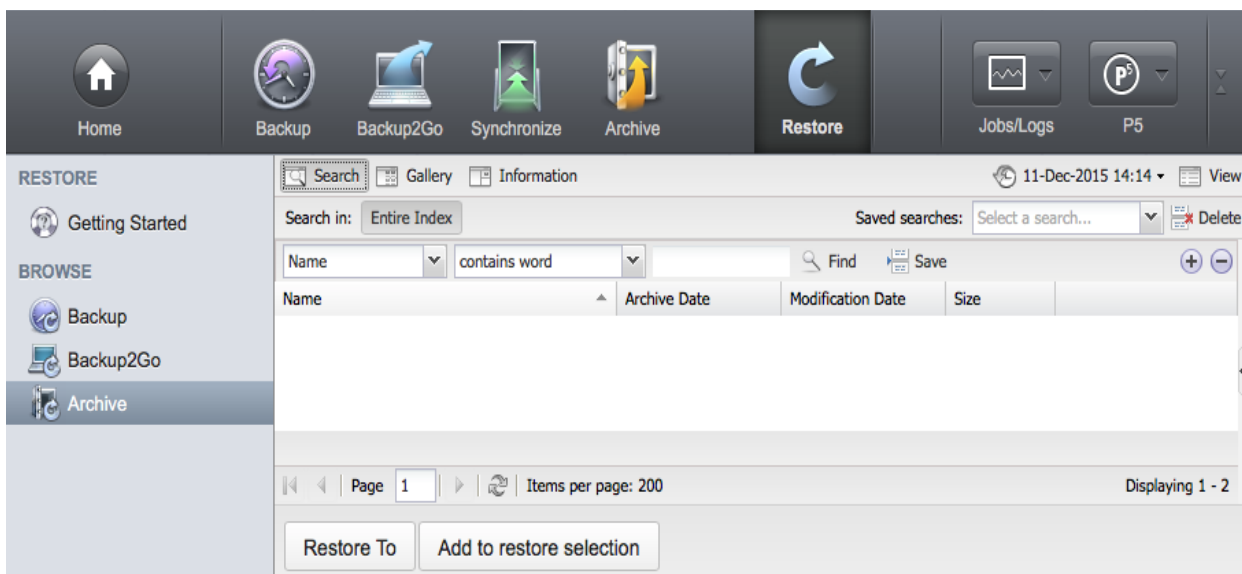 Home Backup Backup2Go Synchronize Archive Restore Jobs/Logs P5
RESTORE
Getting Started
BROWSE
Backup
Backup2Go
Archive
Search Gallery Information 11-Dec-2015 14:14 View
Search in: Entire Index Saved searches: Select a search... Delete
Name contains word Find Save
Name Archive Date Modification Date Size
Page 1 Items per page: 200 Displaying 1 - 2
Restore To Add to restore selection